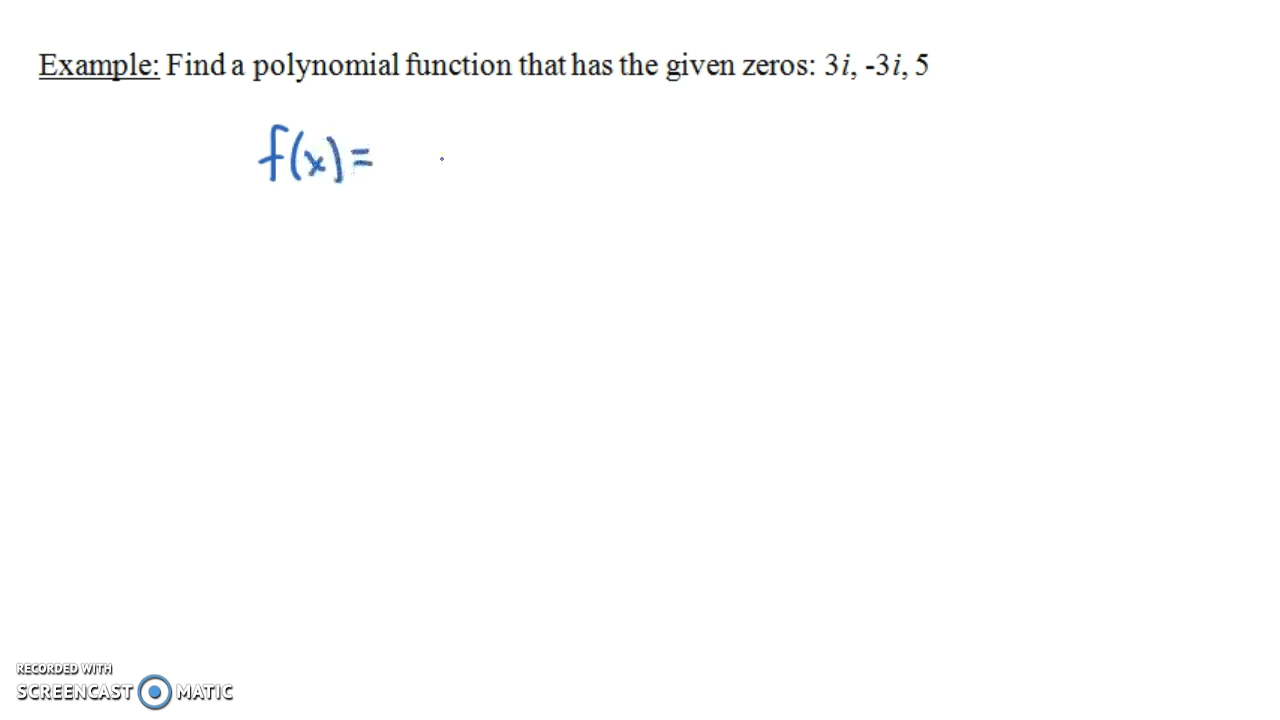 Example: Find a polynomial function that has the given zeros: 3i, -3i, 5
f(x)=
RECORDED WITH
SCREENCAST MATIC